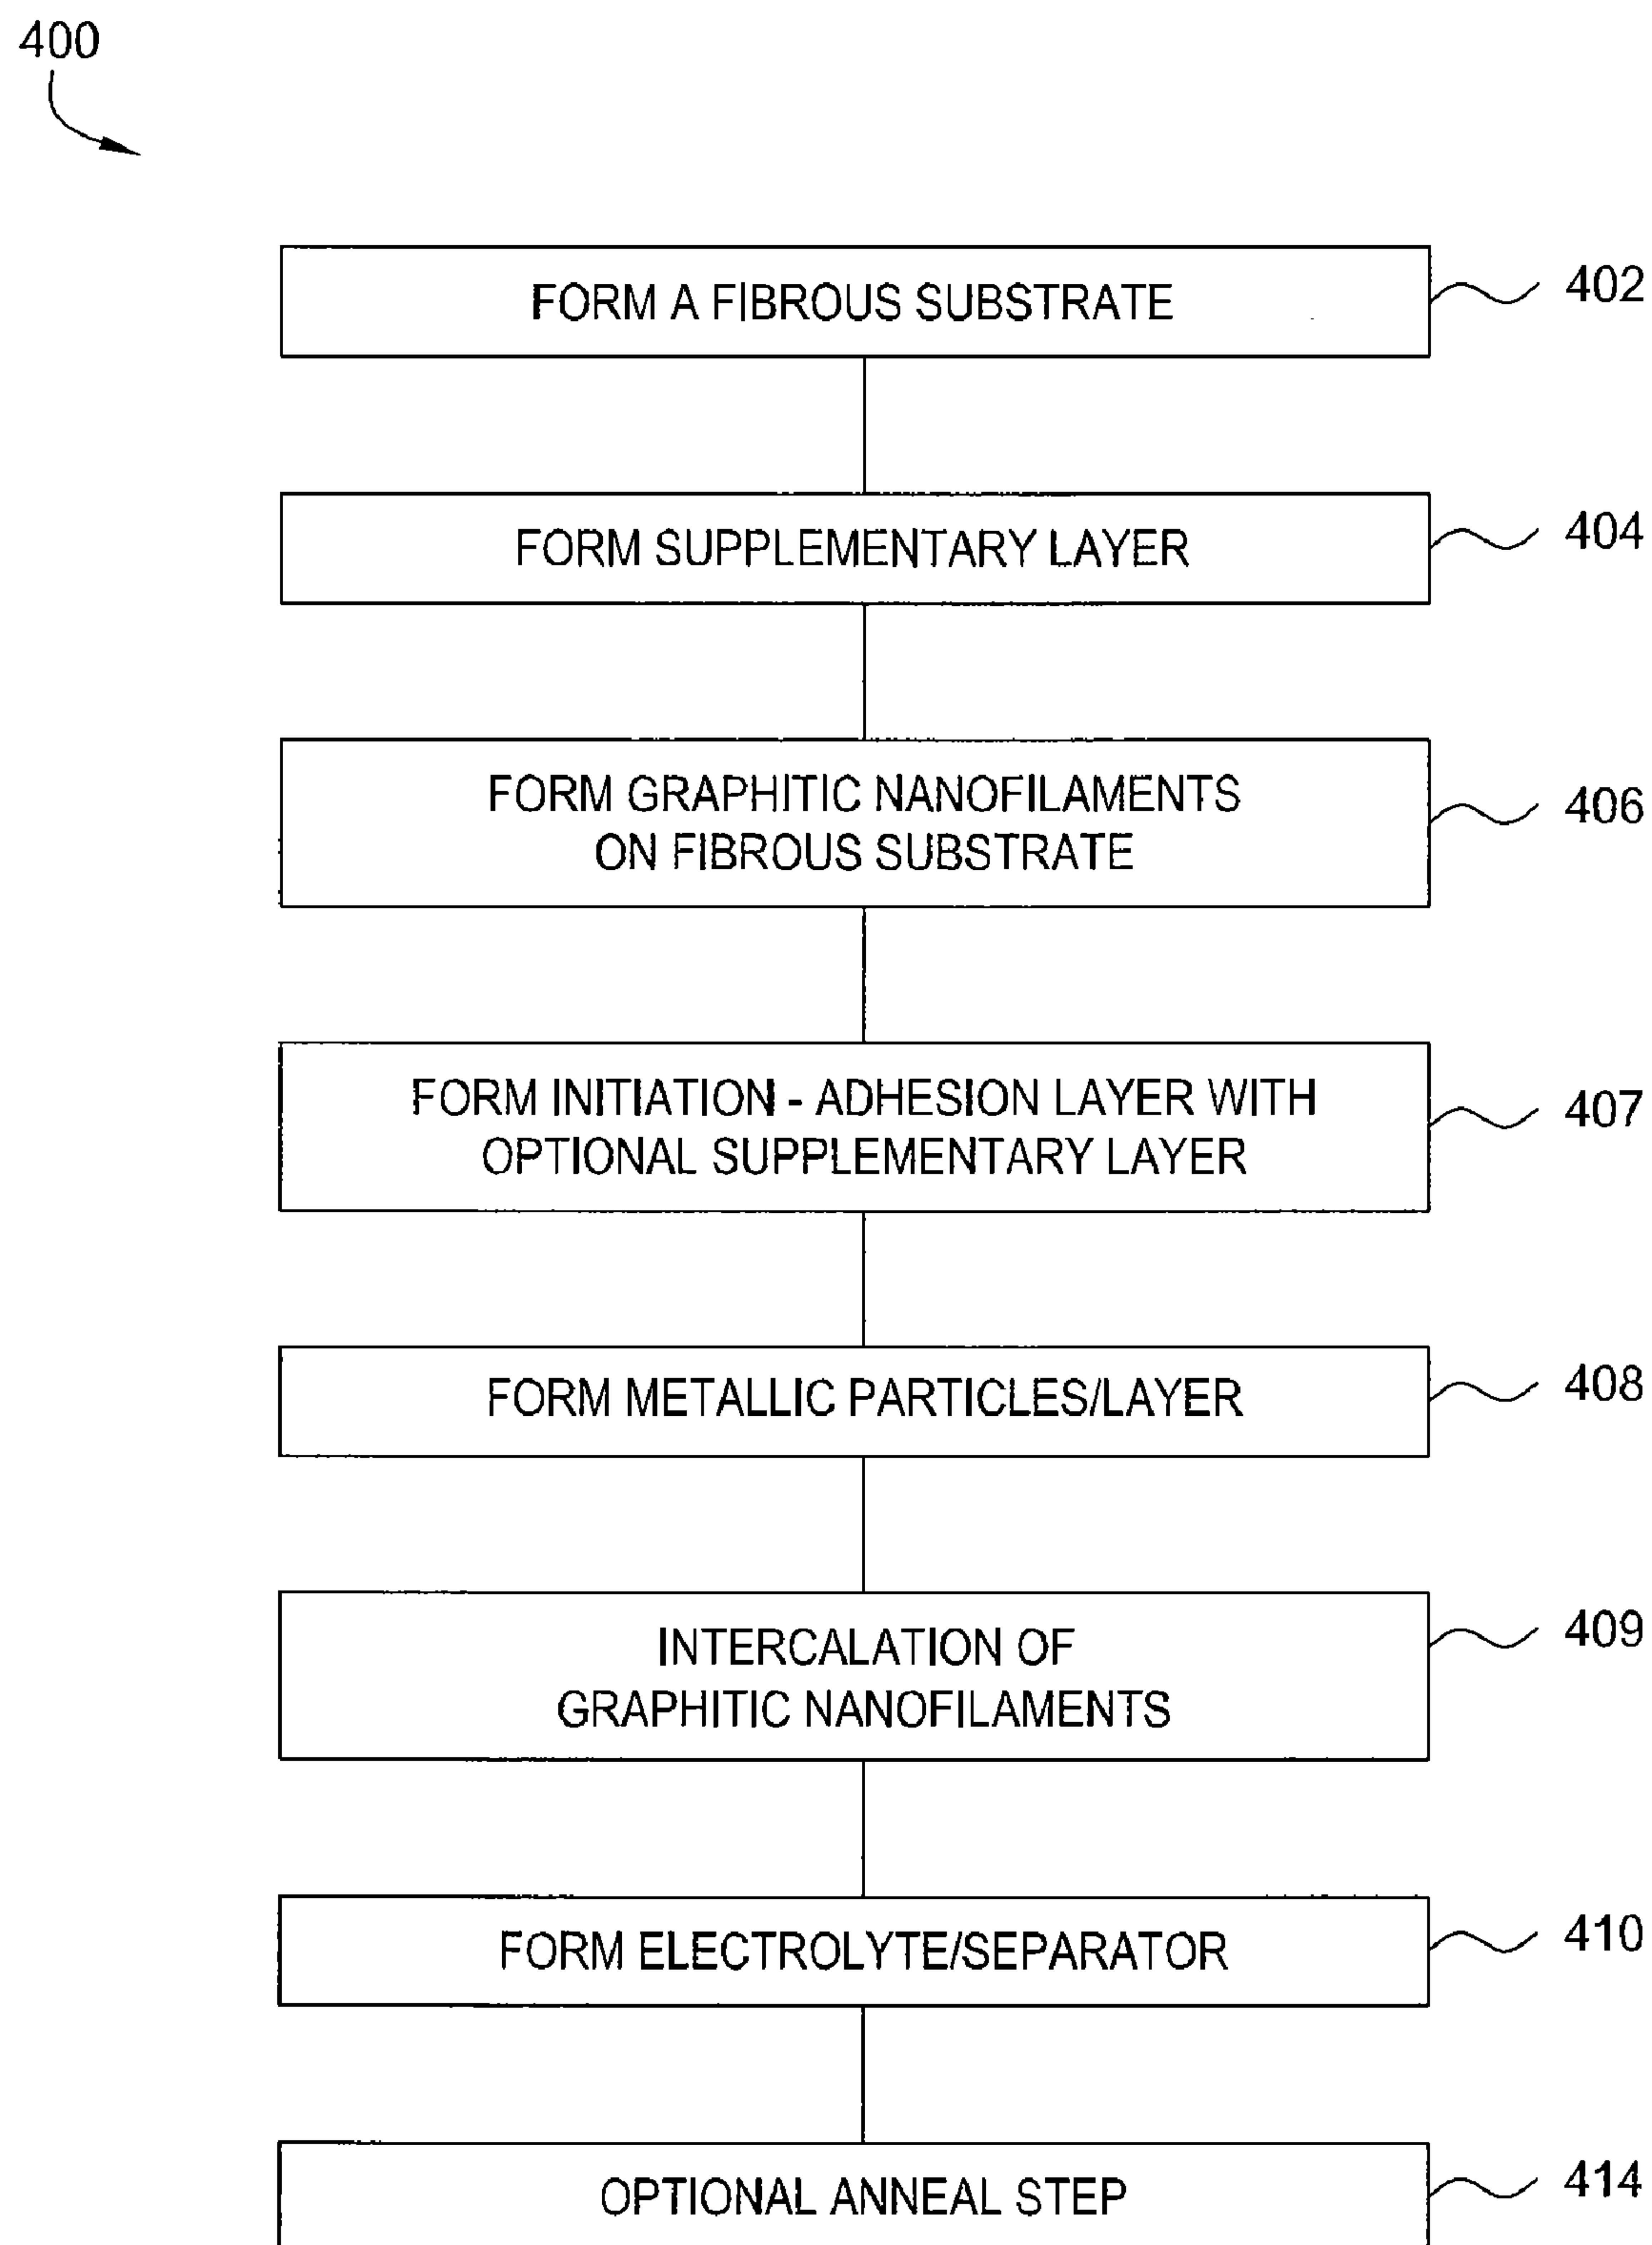 400
FORM A FIBROUS SUBSTRATE
402
FORM SUPPLEMENTARY LAYER
404
FORM GRAPHITIC NANOFILAMENTS
ON FIBROUS SUBSTRATE
406
FORM INITIATION - ADHESION LAYER WITH
OPTIONAL SUPPLEMENTARY LAYER
407
FORM METALLIC PARTICLES/LAYER
408
INTERCALATION OF
GRAPHITIC NANOFILAMENTS
409
FORM ELECTROLYTE/SEPARATOR
410
OPTIONAL ANNEAL STEP
414